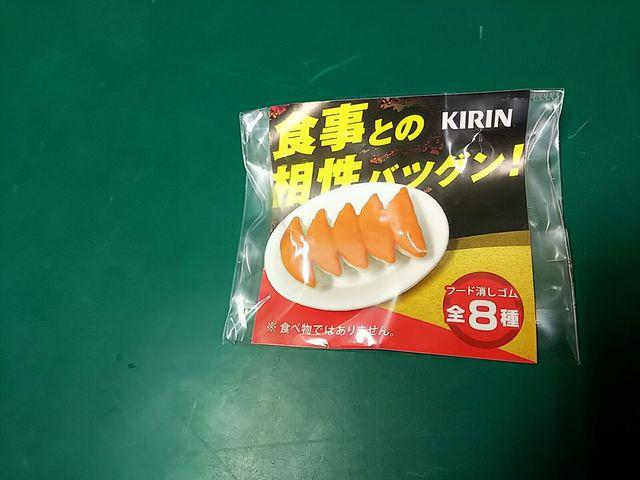 食事との
KIRIN
相性バツグン!
フード消しゴム
全8種
※ 食べ物ではありません。